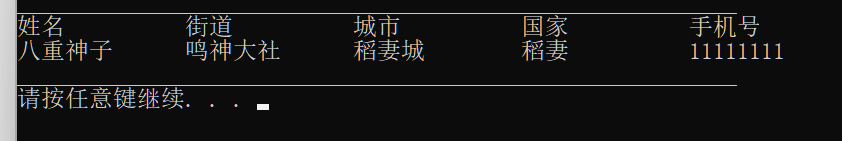 姓名 街道 城市 国家 手机号
八重神子 鸣神大社 稻妻城 稻妻 11111111
请按任意键继续. . .